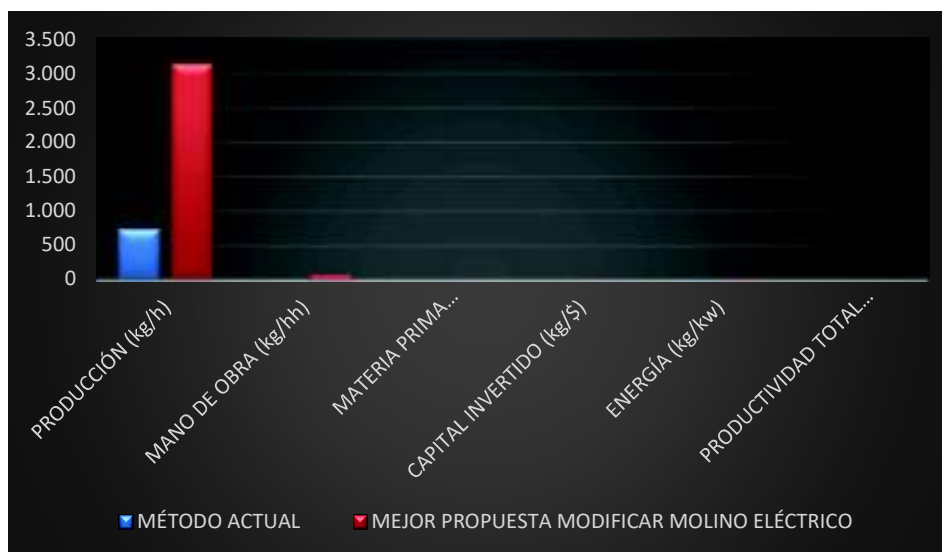 3.500
3.000
2.500
2.000
1.500
1.000
500
0
PRODUCCIÓN (kg/h)
MANO DE OBRA (kg/hh)
MATERIA PRIMA...
CAPITAL INVERTIDO (kg/$)
ENERGÍA (kg/kw)
PRODUCTIVIDAD TOTAL...
MÉTODO ACTUAL
MEJOR PROPUESTA MODIFICAR MOLINO ELÉCTRICO